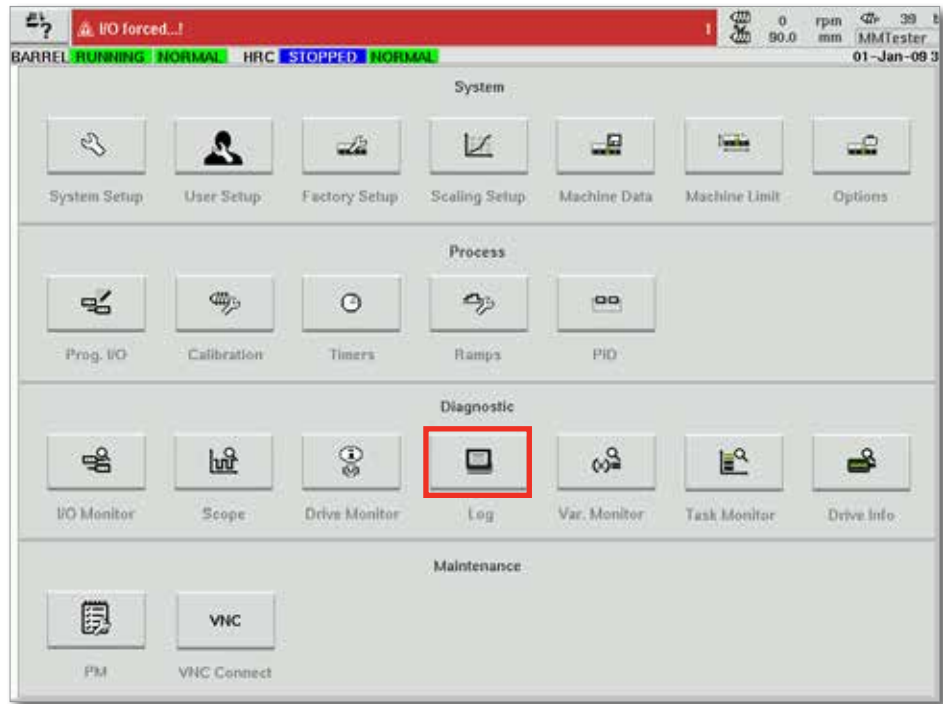 I/O forced...! 1 0 rpm 39
90.0 mm MMTester
BARREL RUNNING NORMAL HRC STOPPED NORMAL 01-Jan-09 3
System
System Setup User Setup Factory Setup Scaling Setup Machine Data Machine Limit Options
Process
Prog. I/O Calibration Timers Ramps PID
Diagnostic
I/O Monitor Scope Drive Monitor Log Var. Monitor Task Monitor Drive Info
Maintenance
VNC
PM VNC Connect